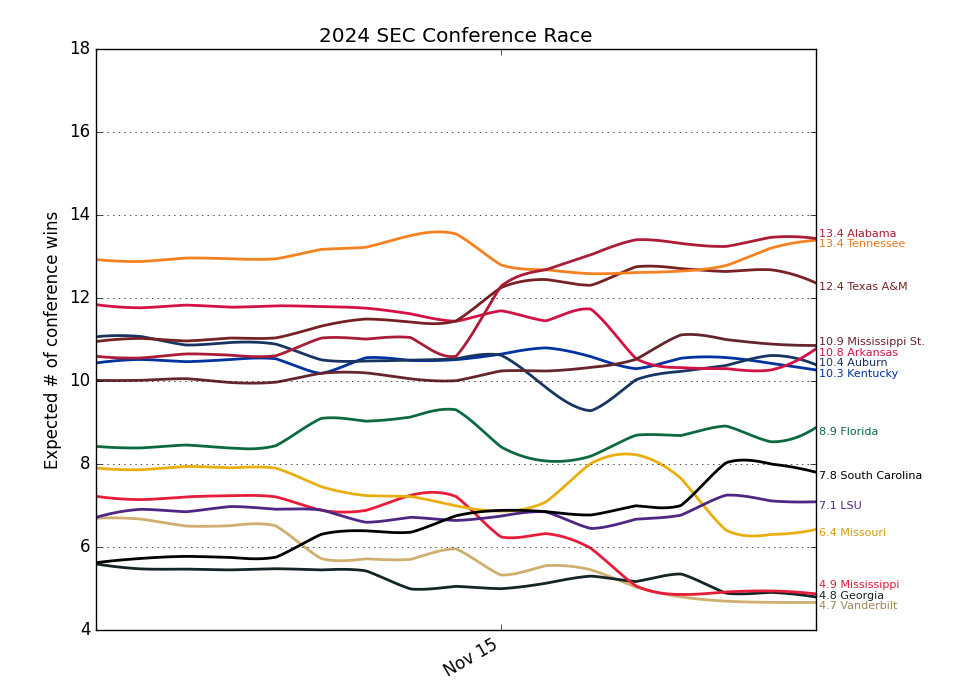 2024 SEC Conference Race
Expected # of conference wins
18
16
14
12
10
8
6
4
Nov 15
13.4 Alabama
13.4 Tennessee
12.4 Texas A&M
10.9 Mississippi St.
10.8 Arkansas
10.4 Auburn
10.3 Kentucky
8.9 Florida
7.8 South Carolina
7.1 LSU
6.4 Missouri
4.9 Mississippi
4.8 Georgia
4.7 Vanderbilt